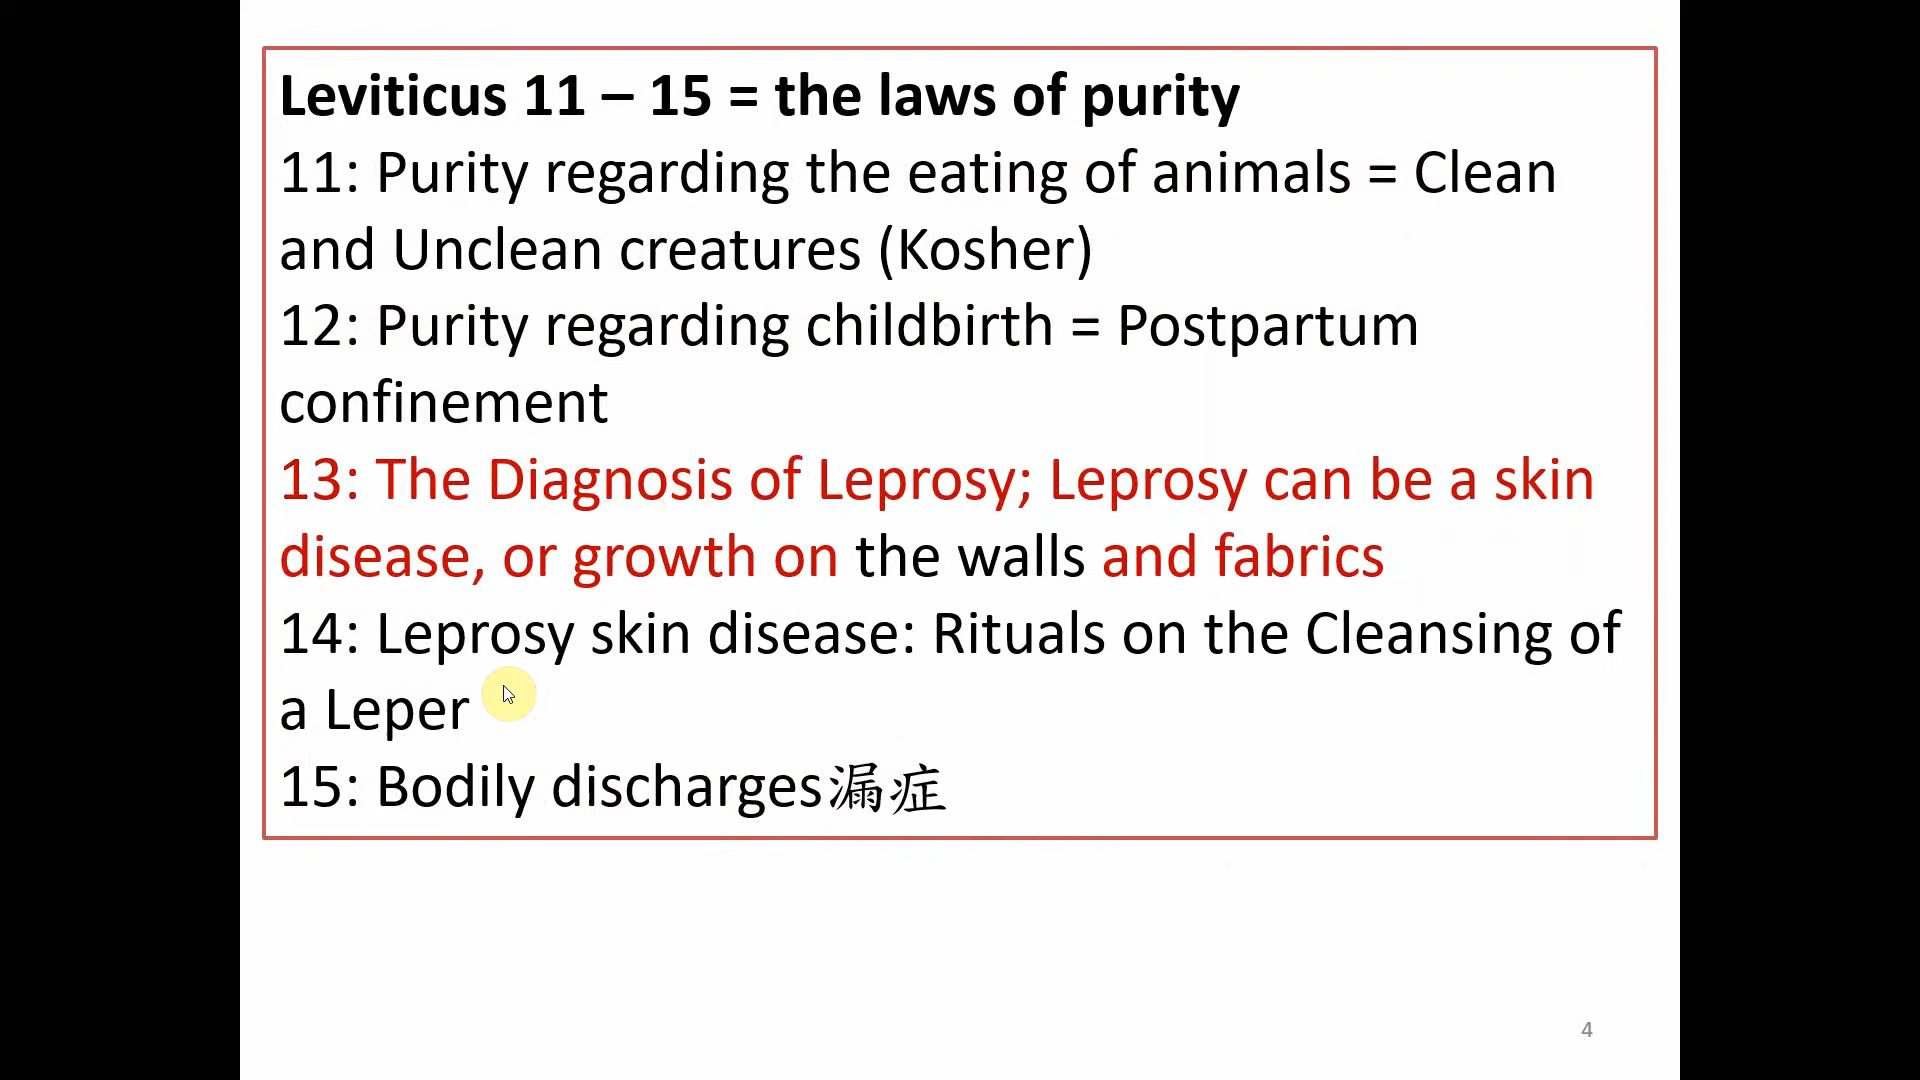 Leviticus 11 – 15 = the laws of purity
11: Purity regarding the eating of animals = Clean
and Unclean creatures (Kosher)
12: Purity regarding childbirth = Postpartum
confinement
13: The Diagnosis of Leprosy; Leprosy can be a skin
disease, or growth on the walls and fabrics
14: Leprosy skin disease: Rituals on the Cleansing of
a Leper
15: Bodily discharges漏症
4